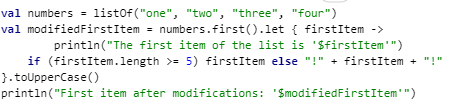 val numbers = listOf("one", "two", "three", "four")
val modifiedFirstItem = numbers.first().let { firstItem ->
        println("The first item of the list is '$firstItem'")
    if (firstItem.length >= 5) firstItem else "!" + firstItem + "!"
}.toUpperCase()
println("First item after modifications: '$modifiedFirstItem'")